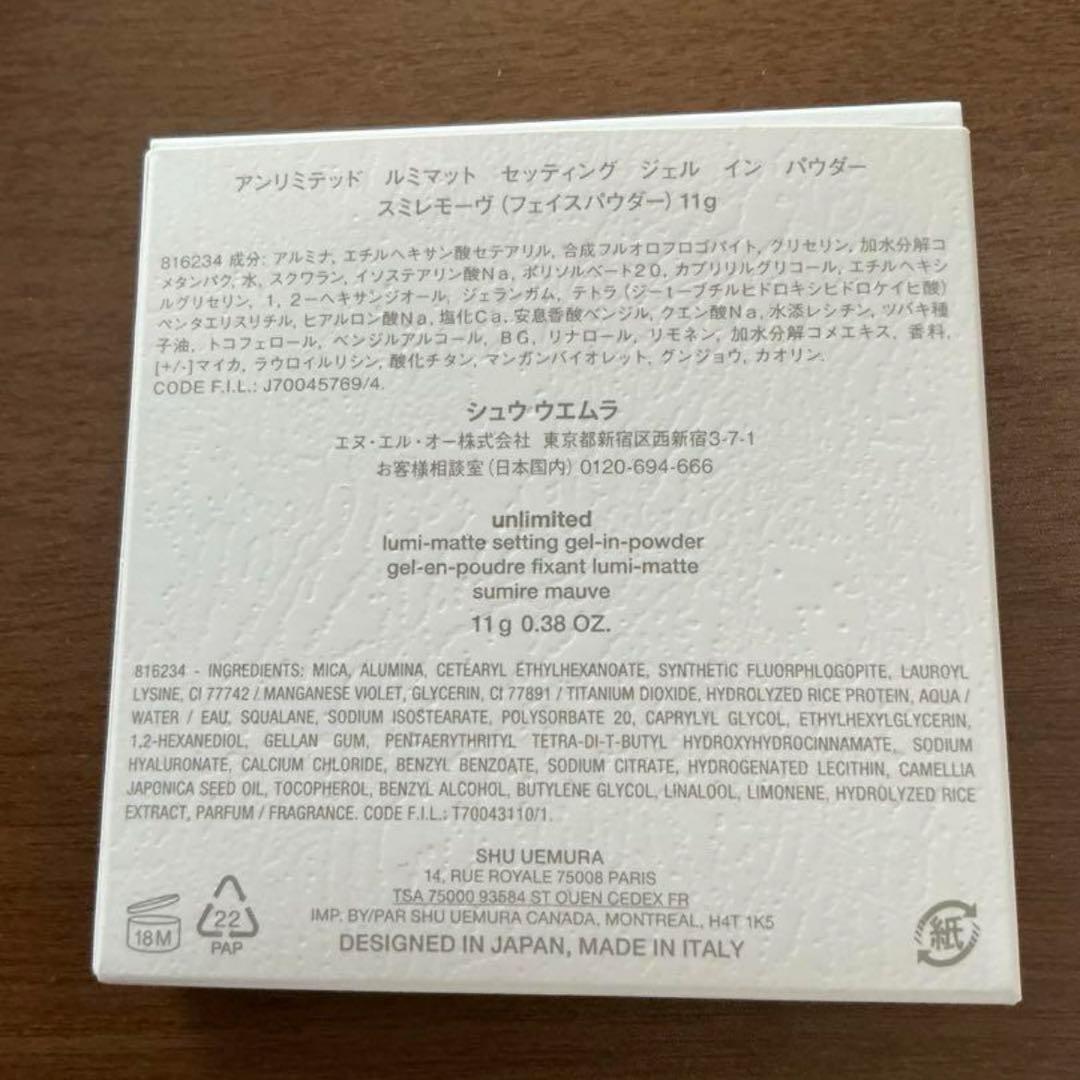 アンリミテッド ルミマット セッティング ジェル イン パウダー
スミレモーヴ(フェイスパウダー)11g
816234 成分: アルミナ, エチルヘキサン酸セテアリル, 合成フルオロフロゴパイト, グリセリン, 加水分解コ
メタンパク, 水, スクワラン, イソステアリン酸Na, ポリソルベート20, カプリリルグリコール, エチルヘキシ
ルグリセリン, 1, 2-ヘキサンジオール, ジェランガム, テトラ(ジーt-ブチルヒドロキシヒドロケイヒ酸)
ペンタエリスリチル, ヒアルロン酸Na, 塩化Ca, 安息香酸ベンジル, クエン酸Na, 水添レシチン, ツバキ種
子油, トコフェロール, ベンジルアルコール, BG, リナロール, リモネン, 加水分解コメエキス, 香料,
[+/-]マイカ, ラウロイルリシン, 酸化チタン, マンガンバイオレット, グンジョウ, カオリン.
CODE F.I.L.: J70045769/4.
シュウ ウエムラ
エヌ・エル・オー株式会社 東京都新宿区西新宿3-7-1
お客様相談室(日本国内)0120-694-666
unlimited
lumi-matte setting gel-in-powder
gel-en-poudre fixant lumi-matte
sumire mauve
11g 0.38 OZ.
816234 - INGREDIENTS: MICA, ALUMINA, CETEARYL ETHYLHEXANOATE, SYNTHETIC FLUORPHLOGOPITE, LAUROYL
LYSINE, CI 77742 / MANGANESE VIOLET, GLYCERIN, CI 77891 / TITANIUM DIOXIDE, HYDROLYZED RICE PROTEIN, AQUA /
WATER / EAU, SQUALANE, SODIUM ISOSTEARATE, POLYSORBATE 20, CAPRYLYL GLYCOL, ETHYLHEXYLGLYCERIN,
1,2-HEXANEDIOL, GELLAN GUM, PENTAERYTHRITYL TETRA-DI-T-BUTYL HYDROXYHYDROCINNAMATE, SODIUM
HYALURONATE, CALCIUM CHLORIDE, BENZYL BENZOATE, SODIUM CITRATE, HYDROGENATED LECITHIN, CAMELLIA
JAPONICA SEED OIL, TOCOPHEROL, BENZYL ALCOHOL, BUTYLENE GLYCOL, LINALOOL, LIMONENE, HYDROLYZED RICE
EXTRACT, PARFUM / FRAGRANCE. CODE F.I.L.: T70043110/1.
SHU UEMURA
14, RUE ROYALE 75008 PARIS
TSA 75000 93584 ST OUEN CEDEX FR
IMP. BY/PAR SHU UEMURA CANADA, MONTREAL, H4T 1K5
DESIGNED IN JAPAN, MADE IN ITALY
18M
22
PAP
紙